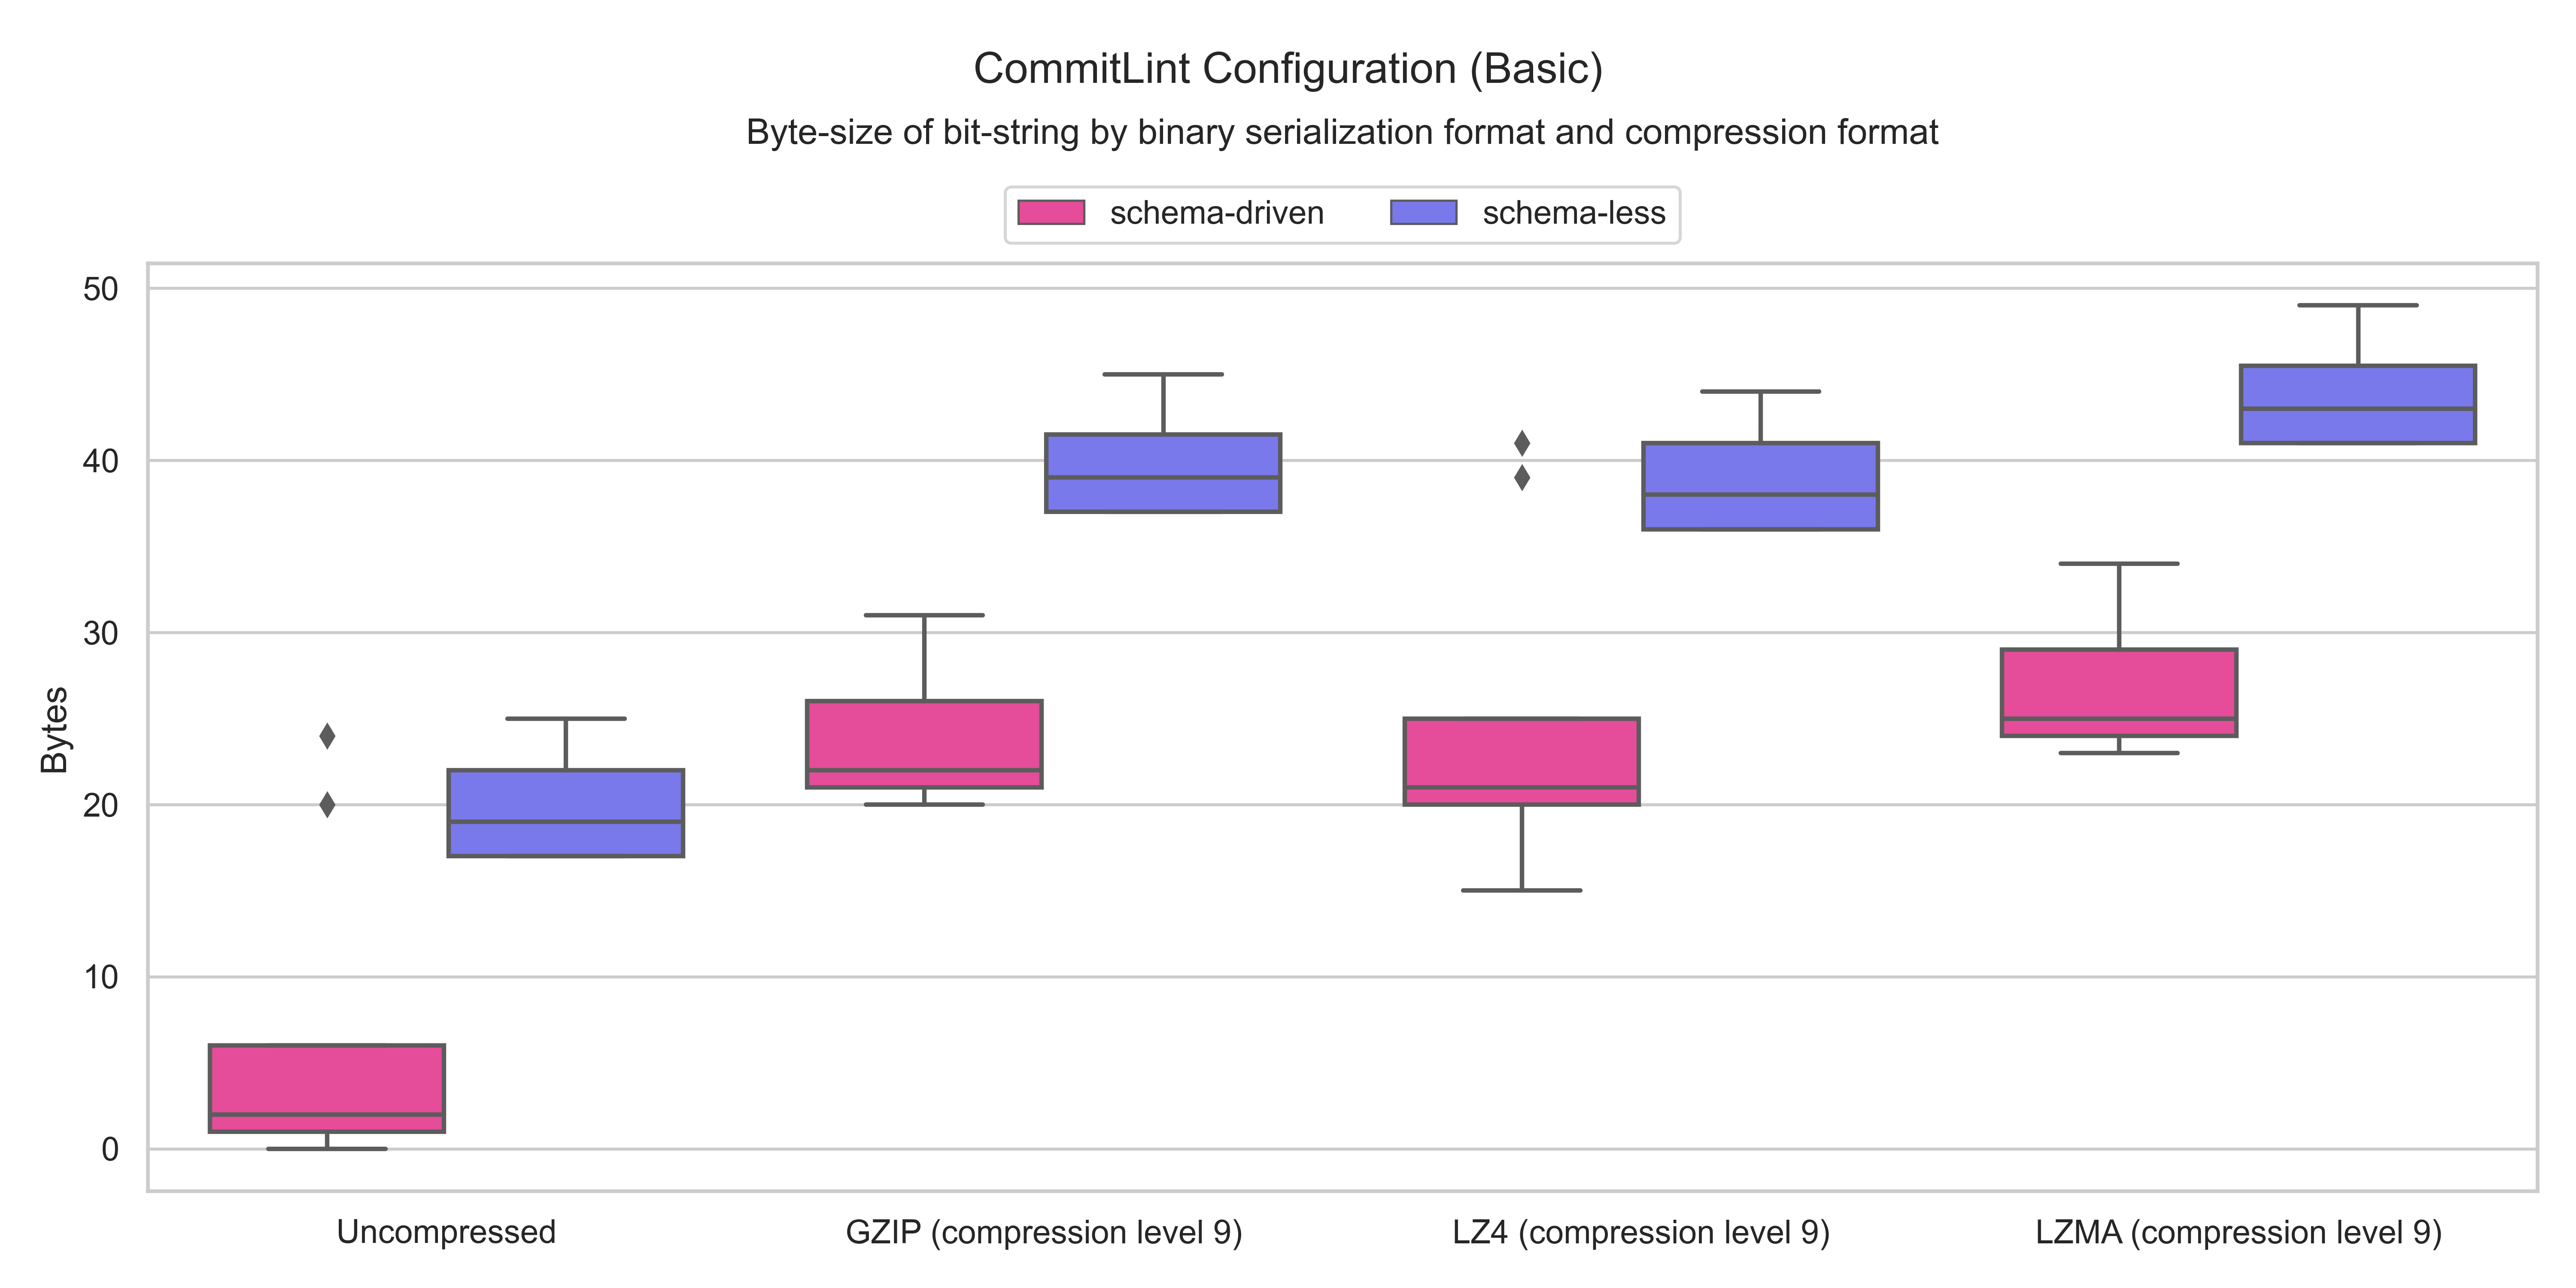 CommitLint Configuration (Basic)
Byte-size of bit-string by binary serialization format and compression format
schema-driven schema-less
50
40
30
20
10
0
Bytes
Uncompressed GZIP (compression level 9) LZ4 (compression level 9) LZMA (compression level 9)